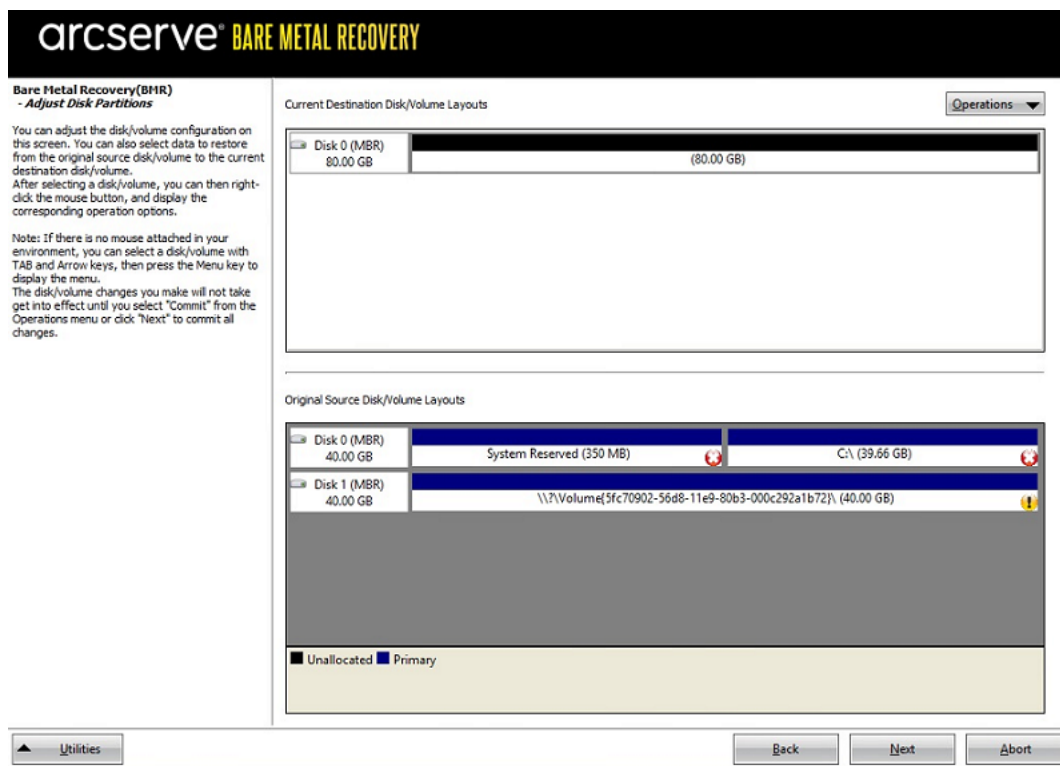 arcserve® BARE METAL RECOVERY
Bare Metal Recovery(BMR)
- Adjust Disk Partitions
You can adjust the disk/volume configuration on
this screen. You can also select data to restore
from the original source disk/volume to the current
destination disk/volume.
After selecting a disk/volume, you can then right-
click the mouse button, and display the
corresponding operation options.
Note: If there is no mouse attached in your
environment, you can select a disk/volume with
TAB and Arrow keys, then press the Menu key to
display the menu.
The disk/volume changes you make will not take
get into effect until you select "Commit" from the
Operations menu or click "Next" to commit all
changes.
Current Destination Disk/Volume Layouts
Operations
Disk 0 (MBR)
80.00 GB
(80.00 GB)
Original Source Disk/Volume Layouts
Disk 0 (MBR)
40.00 GB
System Reserved (350 MB)
C:\ (39.66 GB)
Disk 1 (MBR)
40.00 GB
\\?\Volume{5fc70902-56d8-11e9-80b3-000c292a1b72}\ (40.00 GB)
Unallocated Primary
Utilities
Back
Next
Abort